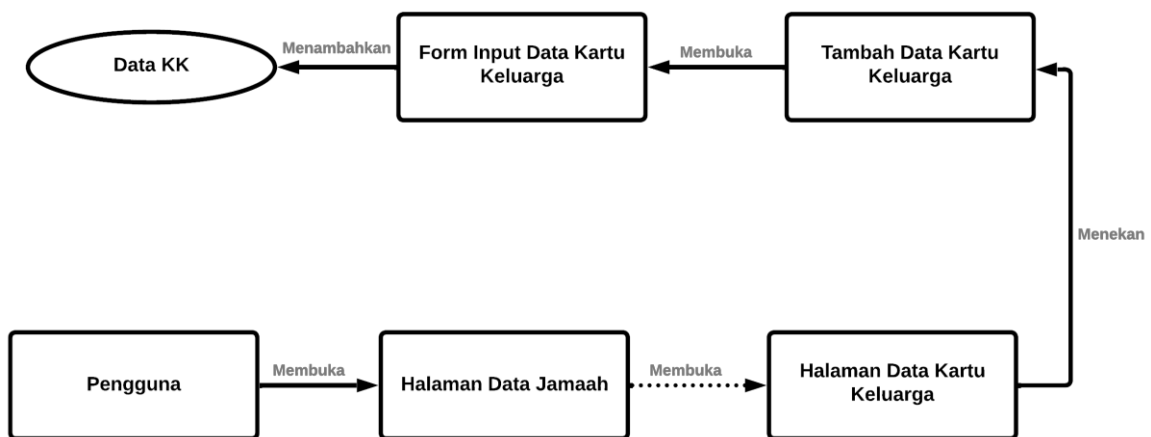 Data KK
Menambahkan
Form Input Data Kartu
Keluarga
Membuka
Tambah Data Kartu
Keluarga
Menekan
Pengguna
Membuka
Halaman Data Jamaah
Membuka
Halaman Data Kartu
Keluarga